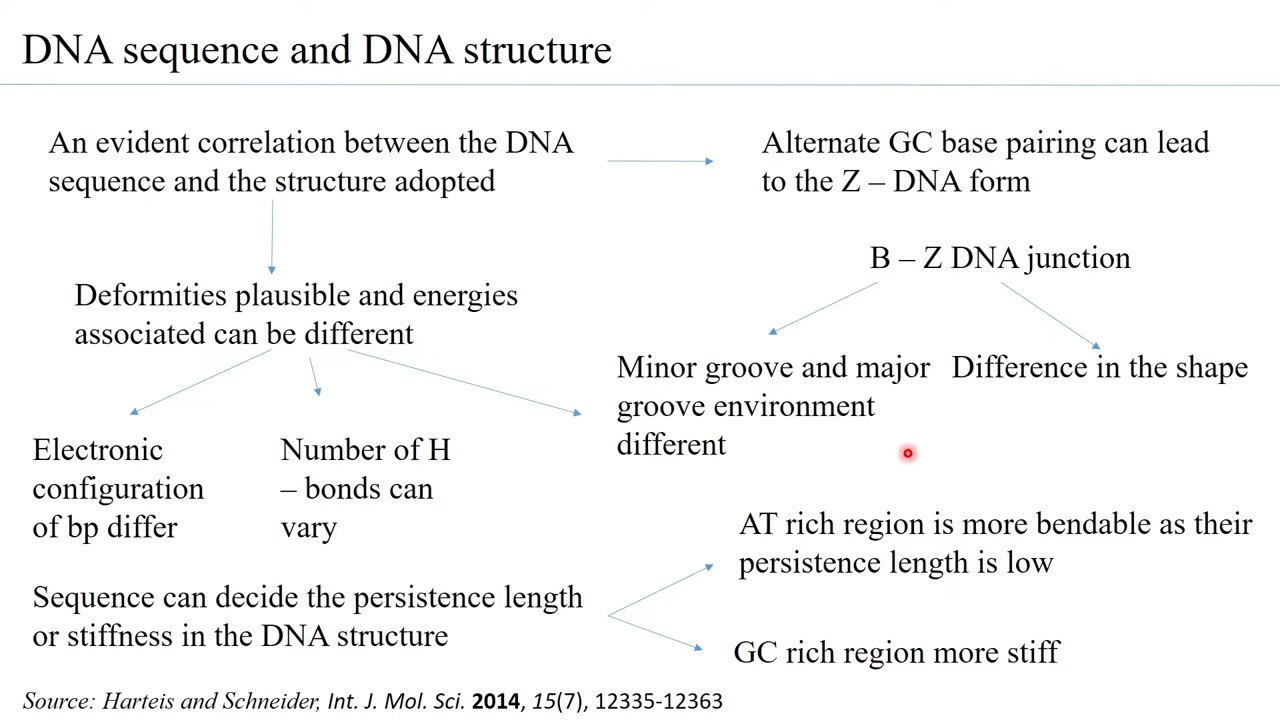 DNA sequence and DNA structure
An evident correlation between the DNA
sequence and the structure adopted
Alternate GC base pairing can lead
to the Z – DNA form
B – Z DNA junction
Deformities plausible and energies
associated can be different
Minor groove and major
groove environment
different
Difference in the shape
Electronic
configuration
of bp differ
Number of H
– bonds can
vary
AT rich region is more bendable as their
persistence length is low
Sequence can decide the persistence length
or stiffness in the DNA structure
GC rich region more stiff
Source: Harteis and Schneider, Int. J. Mol. Sci. 2014, 15(7), 12335-12363